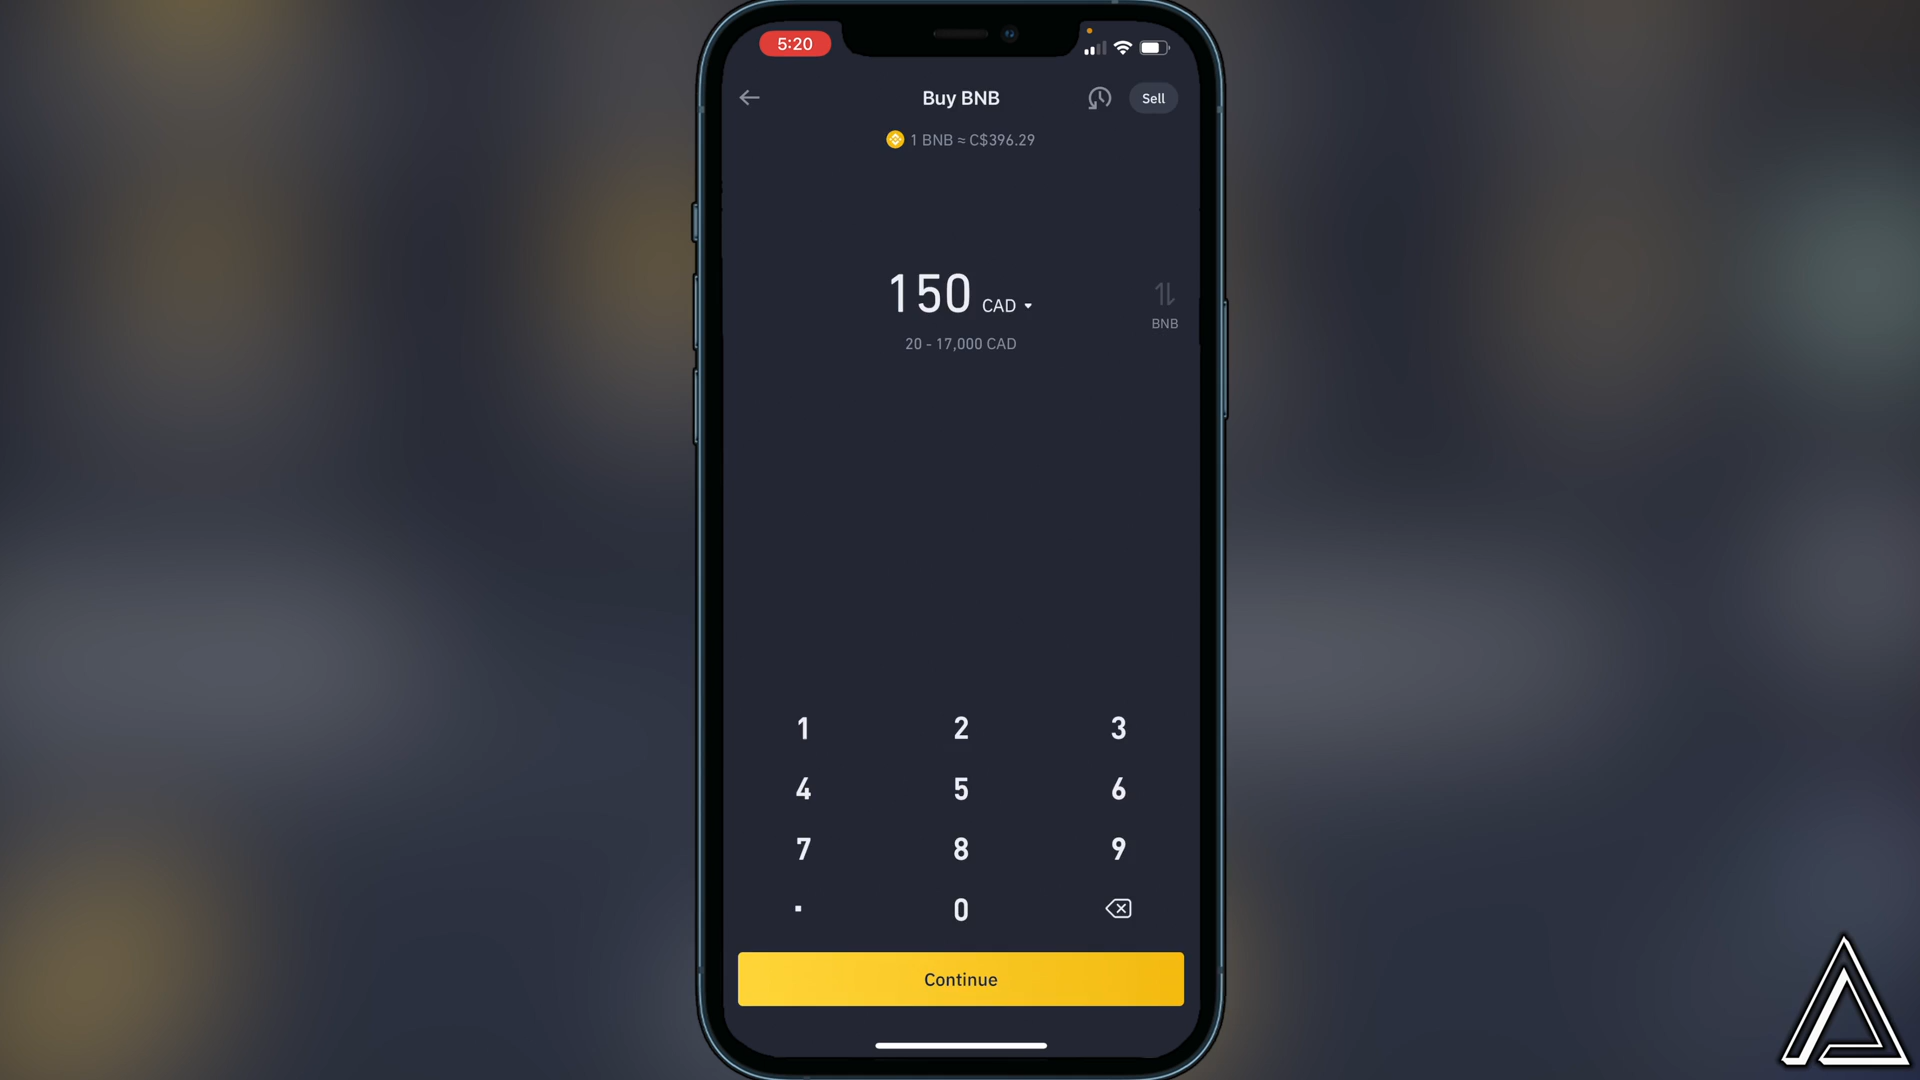 5:20
Buy BNB
Sell
1 BNB ≈ C$396.29
150 CAD
BNB
20 - 17,000 CAD
1 2 3
4 5 6
7 8 9
. 0
Continue